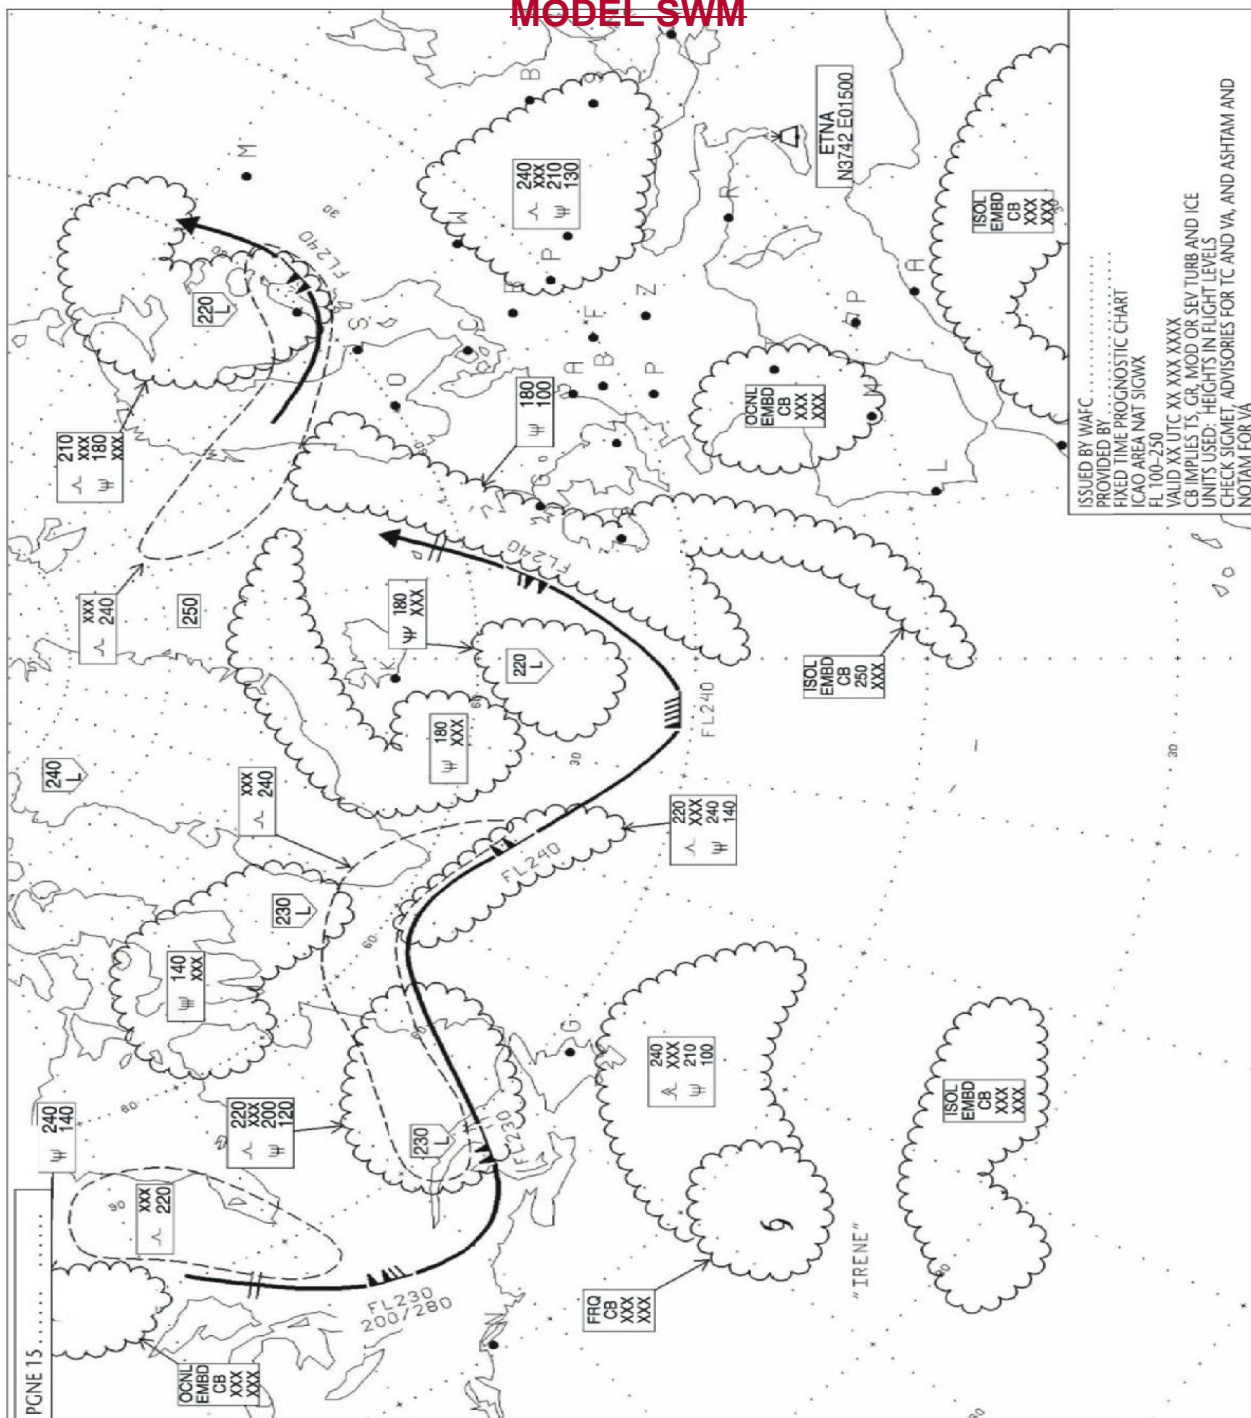 MODEL SWM
PGNE 15 ..........
OCNL
EMBD
CB
XXX
XXX
FL230
200/280
N
XXX
220
240
140
220
XXX
200
120
230
L
FL230
140
XXX
230
L
60
XXX
240
240
L
FRQ
CB
XXX
XXX
"IRENE"
240
XXX
210
100
G
ISOL
EMBD
CB
XXX
XXX
FL240
220
XXX
240
140
30
180
XXX
K
220
L
180
XXX
FL240
XXX
240
250
210
XXX
180
XXX
220
L
FL240
30
M
FL240
180
100
ISOL
EMBD
CB
250
XXX
30
S
O
C
B
P
W
B
240
XXX
210
130
A
B
F
Z
P
OCNL
EMBD
CB
XXX
XXX
M
L
P
A
R
ETNA
N3742 E01500
ISOL
EMBD
CB
XXX
XXX
ISSUED BY WAFC..................
PROVIDED BY ......................
FIXED TIME PROGNOSTIC CHART
ICAO AREA NAT SIGWX
FL 100–250
VALID XX UTC XX XX XXX XXXX
CB IMPLIES TS, GR, MOD OR SEV TURB AND ICE
UNITS USED: HEIGHTS IN FLIGHT LEVELS
CHECK SIGMET, ADVISORIES FOR TC AND VA, AND ASHTAM AND
NOTAM FOR VA